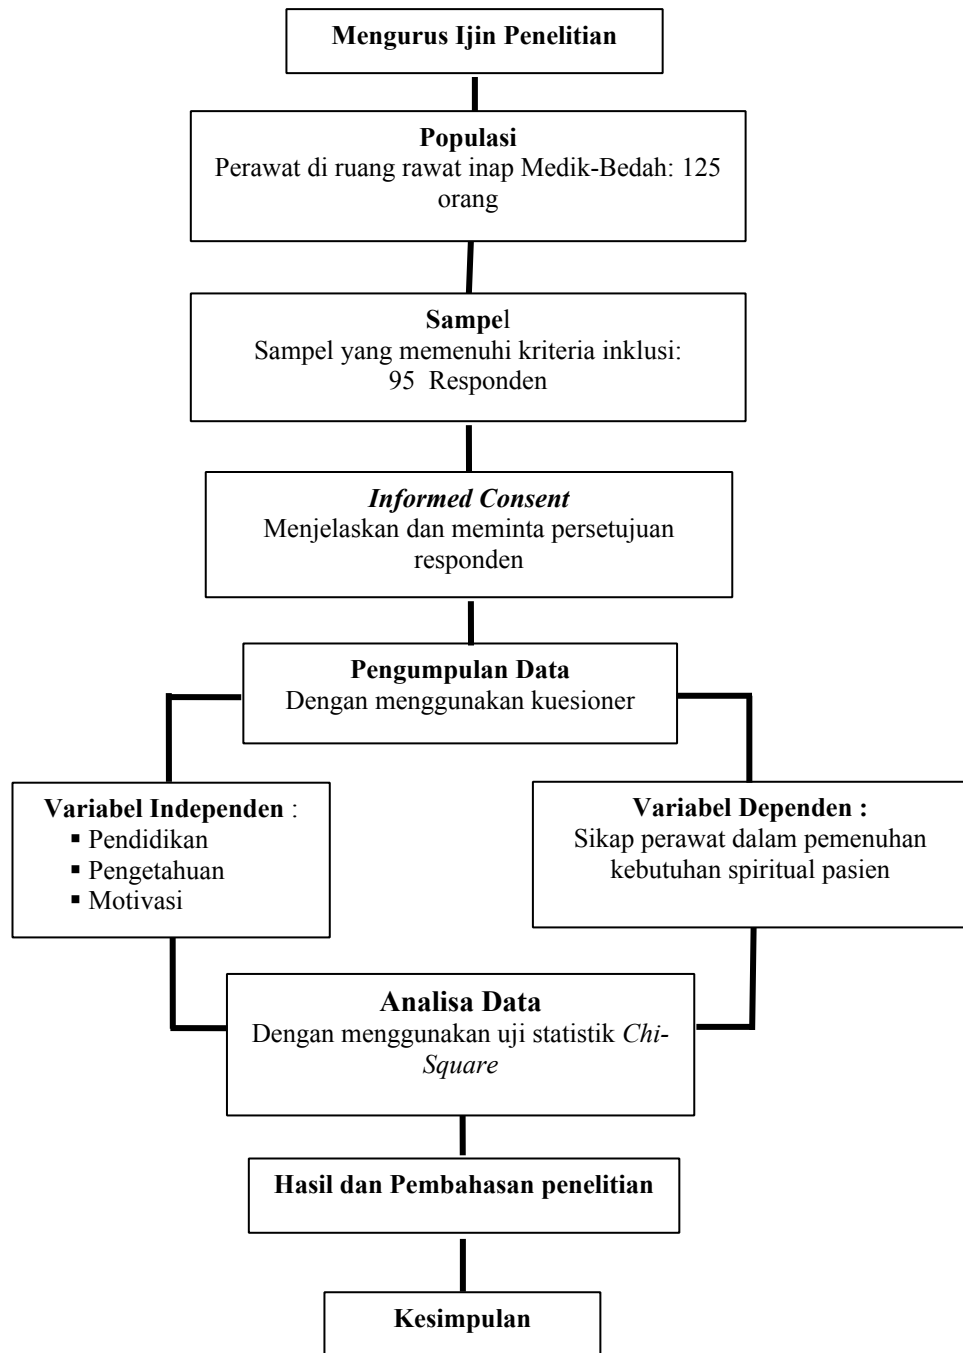 Mengurus Ijin Penelitian
Populasi
Perawat di ruang rawat inap Medik-Bedah: 125
orang
Sampel
Sampel yang memenuhi kriteria inklusi:
95 Responden
Informed Consent
Menjelaskan dan meminta persetujuan
responden
Pengumpulan Data
Dengan menggunakan kuesioner
Variabel Independen :
▪ Pendidikan
▪ Pengetahuan
▪ Motivasi
Variabel Dependen :
Sikap perawat dalam pemenuhan
kebutuhan spiritual pasien
Analisa Data
Dengan menggunakan uji statistik Chi-
Square
Hasil dan Pembahasan penelitian
Kesimpulan